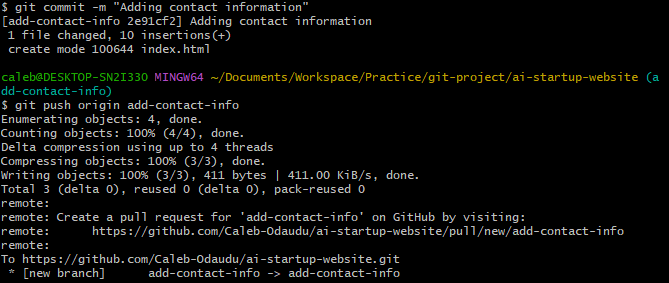 $ git commit -m "Adding contact information"
[add-contact-info 2e91cf2] Adding contact information
 1 file changed, 10 insertions(+)
 create mode 100644 index.html

caleb@DESKTOP-SN2I330 MINGW64 ~/Documents/Workspace/Practice/git-project/ai-startup-website (a
dd-contact-info)
$ git push origin add-contact-info
Enumerating objects: 4, done.
Counting objects: 100% (4/4), done.
Delta compression using up to 4 threads
Compressing objects: 100% (3/3), done.
Writing objects: 100% (3/3), 411 bytes | 411.00 KiB/s, done.
Total 3 (delta 0), reused 0 (delta 0), pack-reused 0
remote:
remote: Create a pull request for 'add-contact-info' on GitHub by visiting:
remote:      https://github.com/Caleb-Odaudu/ai-startup-website/pull/new/add-contact-info
remote:
To https://github.com/Caleb-Odaudu/ai-startup-website.git
 * [new branch]      add-contact-info -> add-contact-info